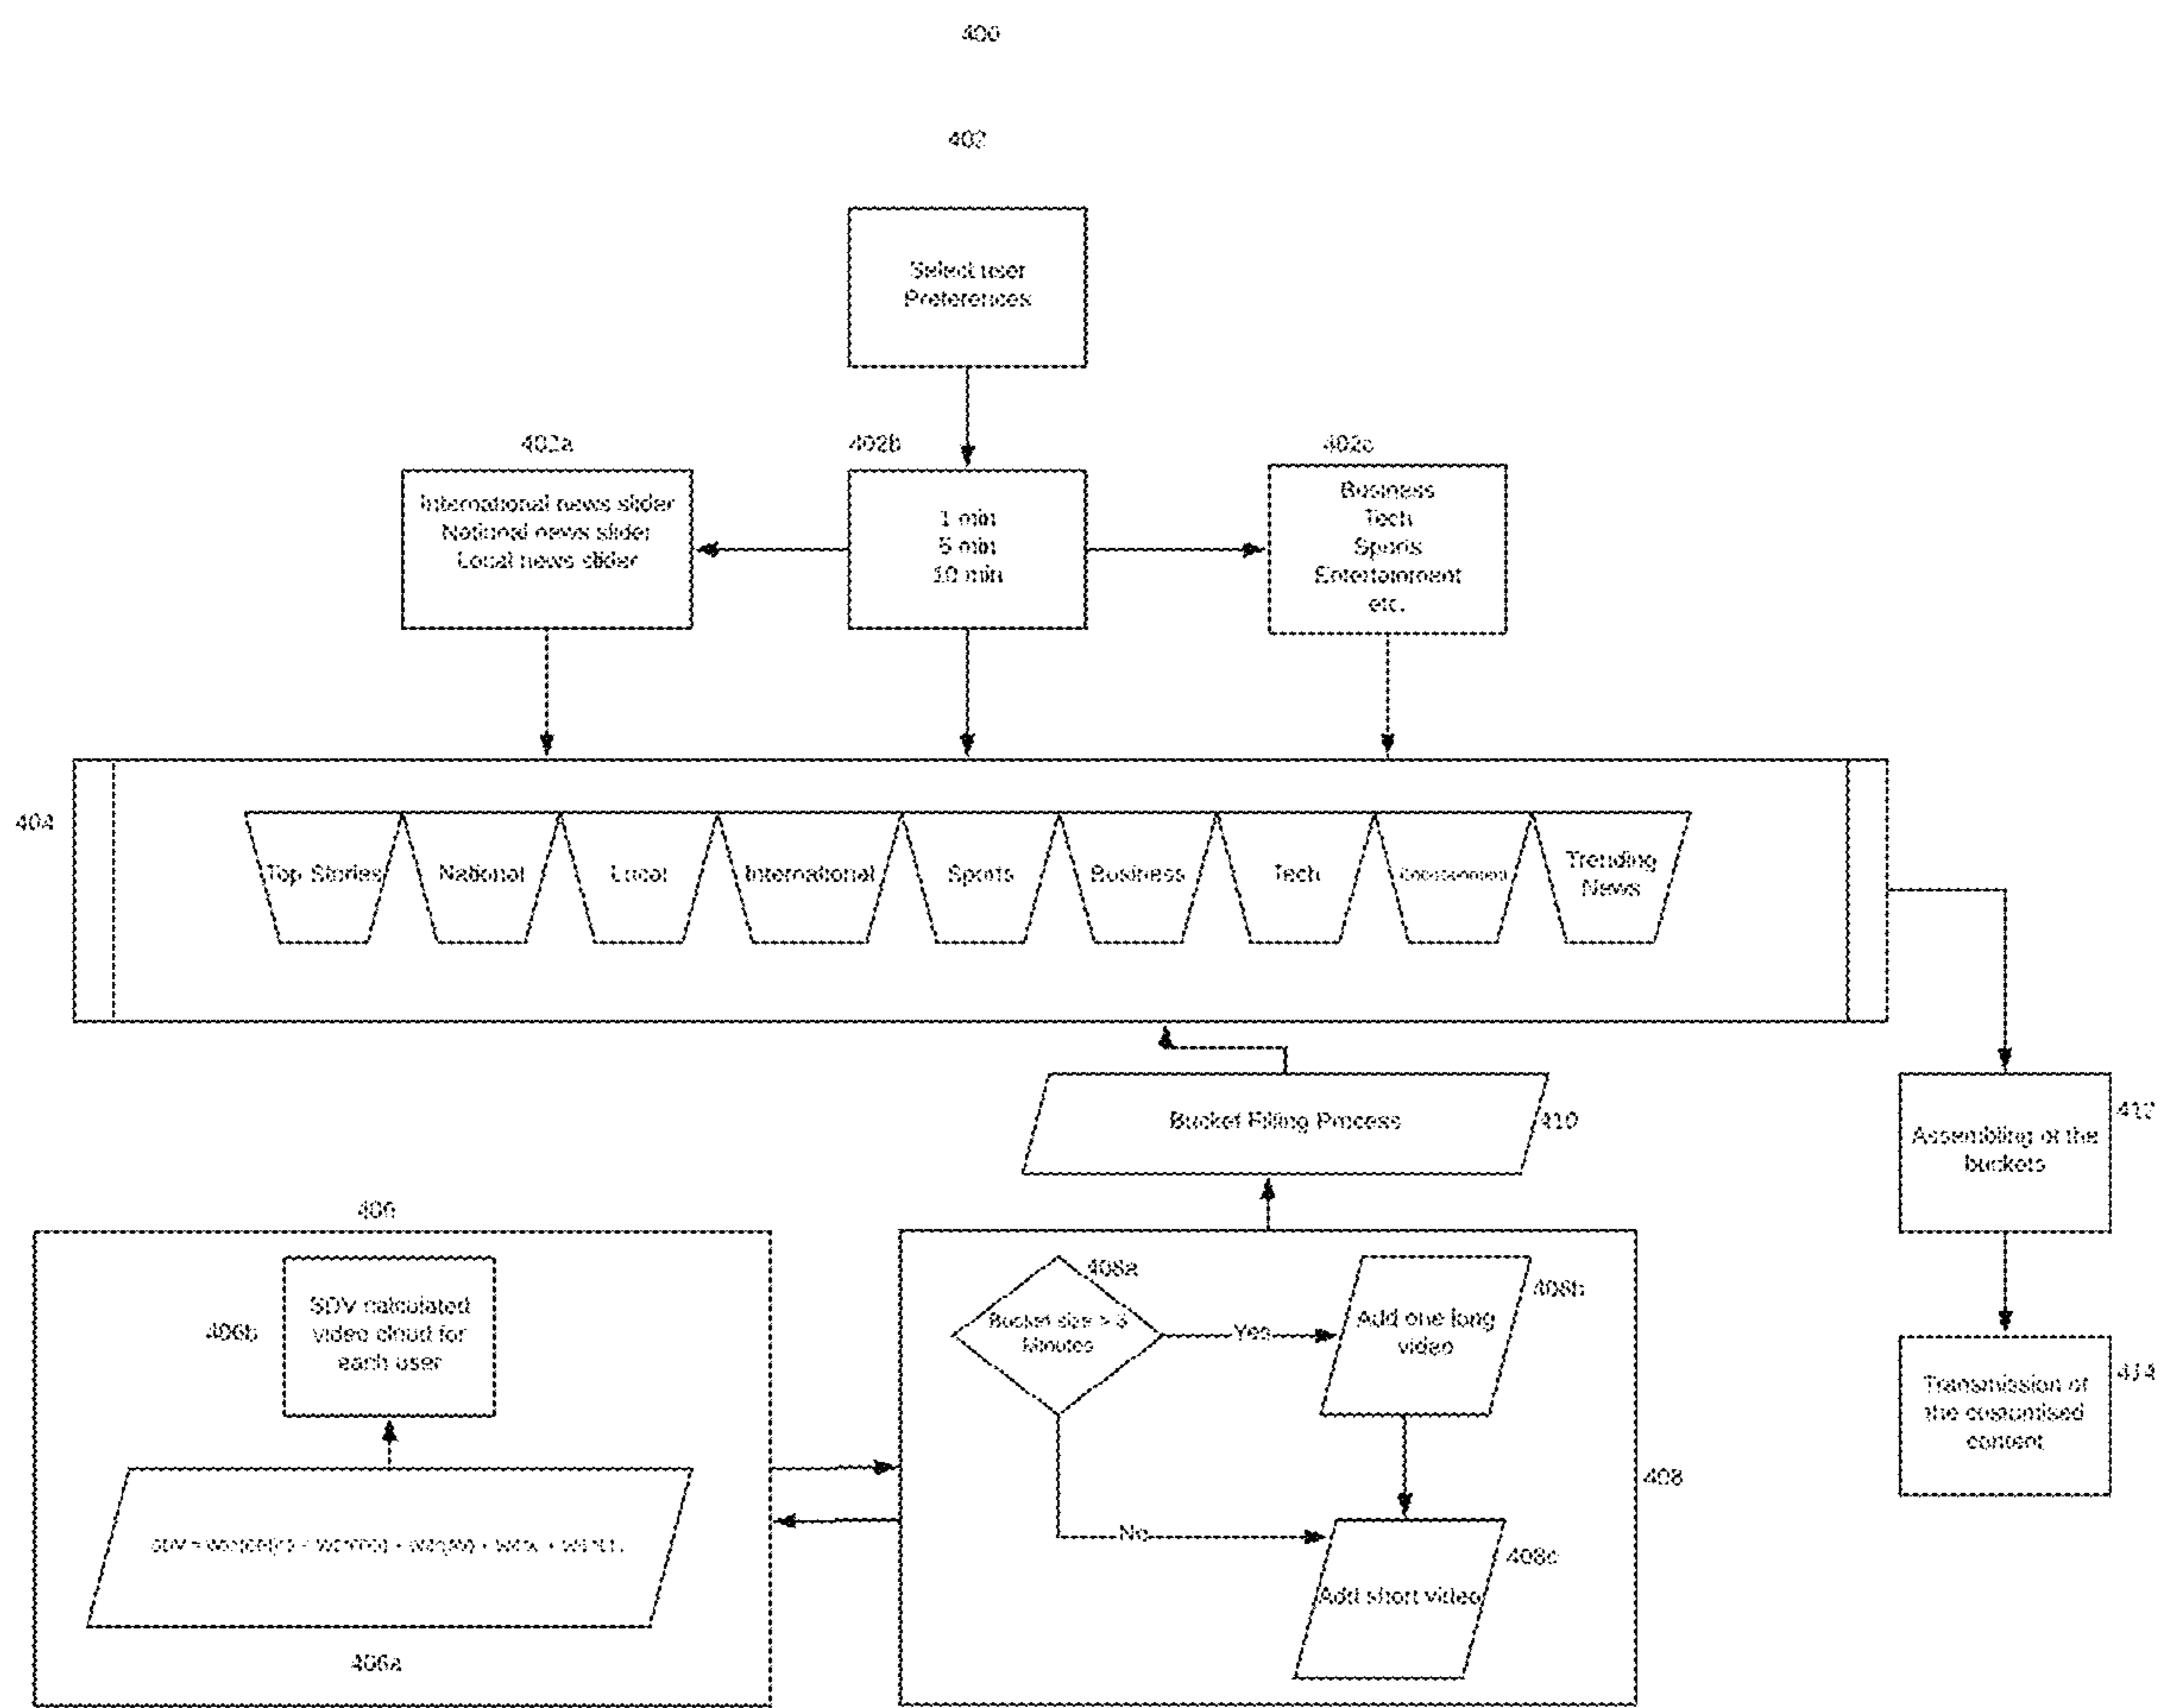 400
402
Select user
Preferences
402a
402b
402c
International news slider
National news slider
Local news slider
1 min
5 min
10 min
Business
Tech
Sports
Entertainment
etc.
404
Top Stories
National
Local
International
Sports
Business
Tech
Trending
News
Bucket Filling Process
410
412
Assembling of the
buckets
406
408a
408b
SDV calculated
video cloud for
each user
406b
Bucket size > 3
Minutes
Yes
Add one long
video
414
Transmission of
the costumised
content
408
SDV =
No
408c
Add short video
406a